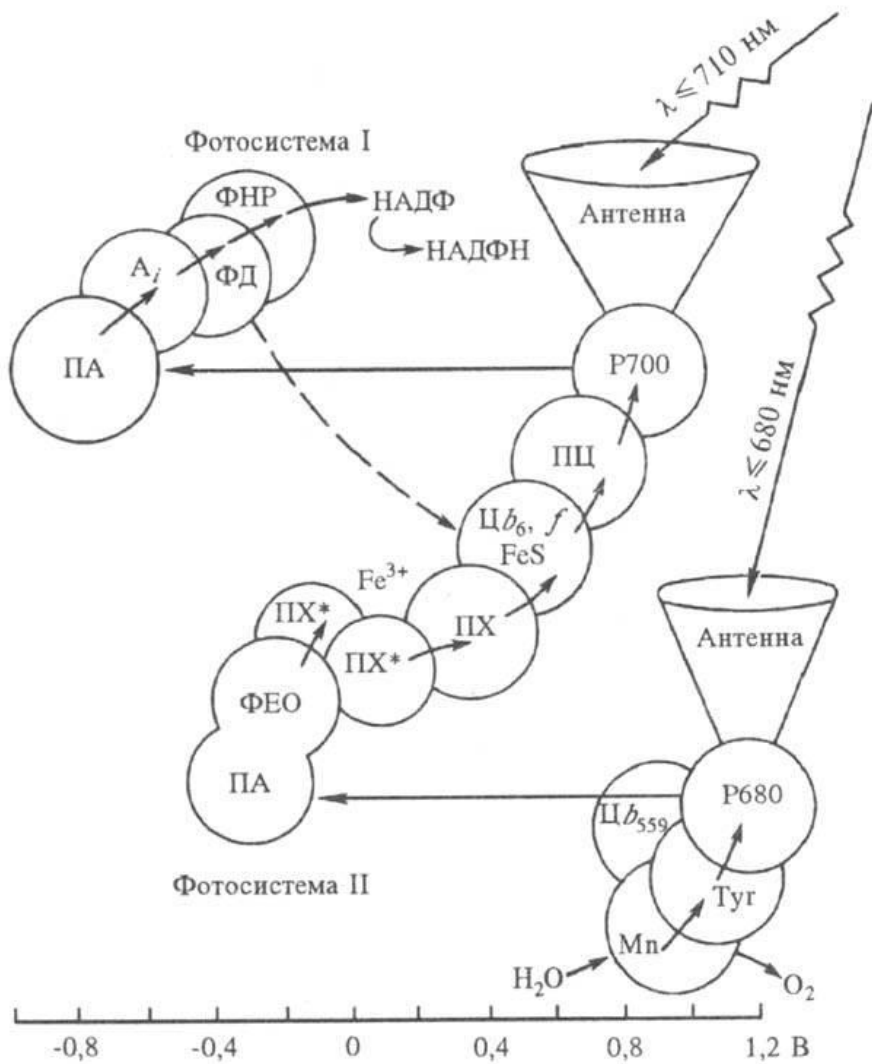 λ ≤ 710 нм
Фотосистема I
ФНР
НАДФ
Антенна
НАДФН
A_i
ФД
ПА
P700
λ ≤ 680 нм
ПЦ
Цb₆, f
FeS
Fe³⁺
ПХ*
ПХ
ПХ*
Антенна
ФЕО
ПА
P680
Цb₅₅₉
Фотосистема II
Tyr
Mn
H₂O
O₂
-0,8 -0,4 0 0,4 0,8 1,2 В